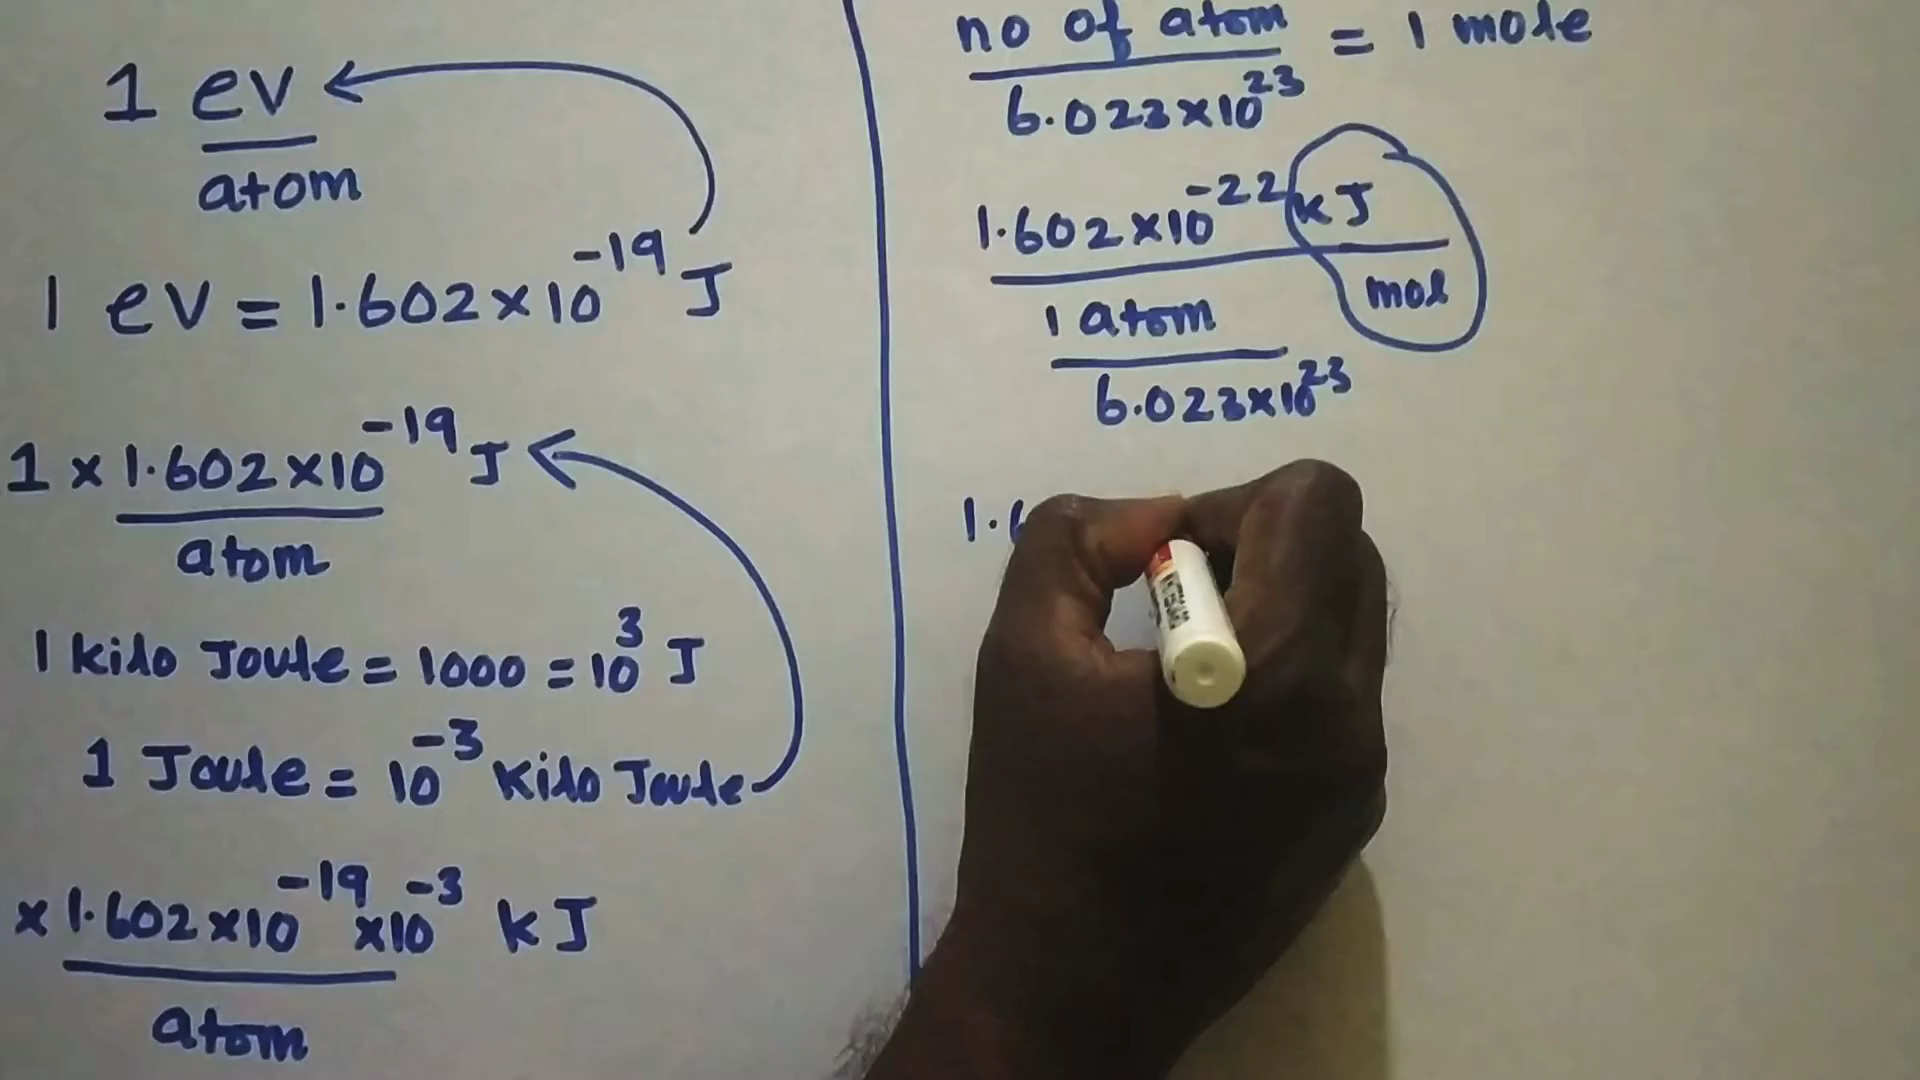 1 ev
atom
1 ev = 1.602×10^-19 J
1 × 1.602×10^-19 J
atom
1 kilo Joule = 1000 = 10^3 J
1 Joule = 10^-3 kilo Joule
× 1.602×10^-19 ×10^-3 kJ
atom
no of atom = 1 mole
6.023×10^23
1.602×10^-22 kJ
1 atom mol
6.023×10^23
1.6